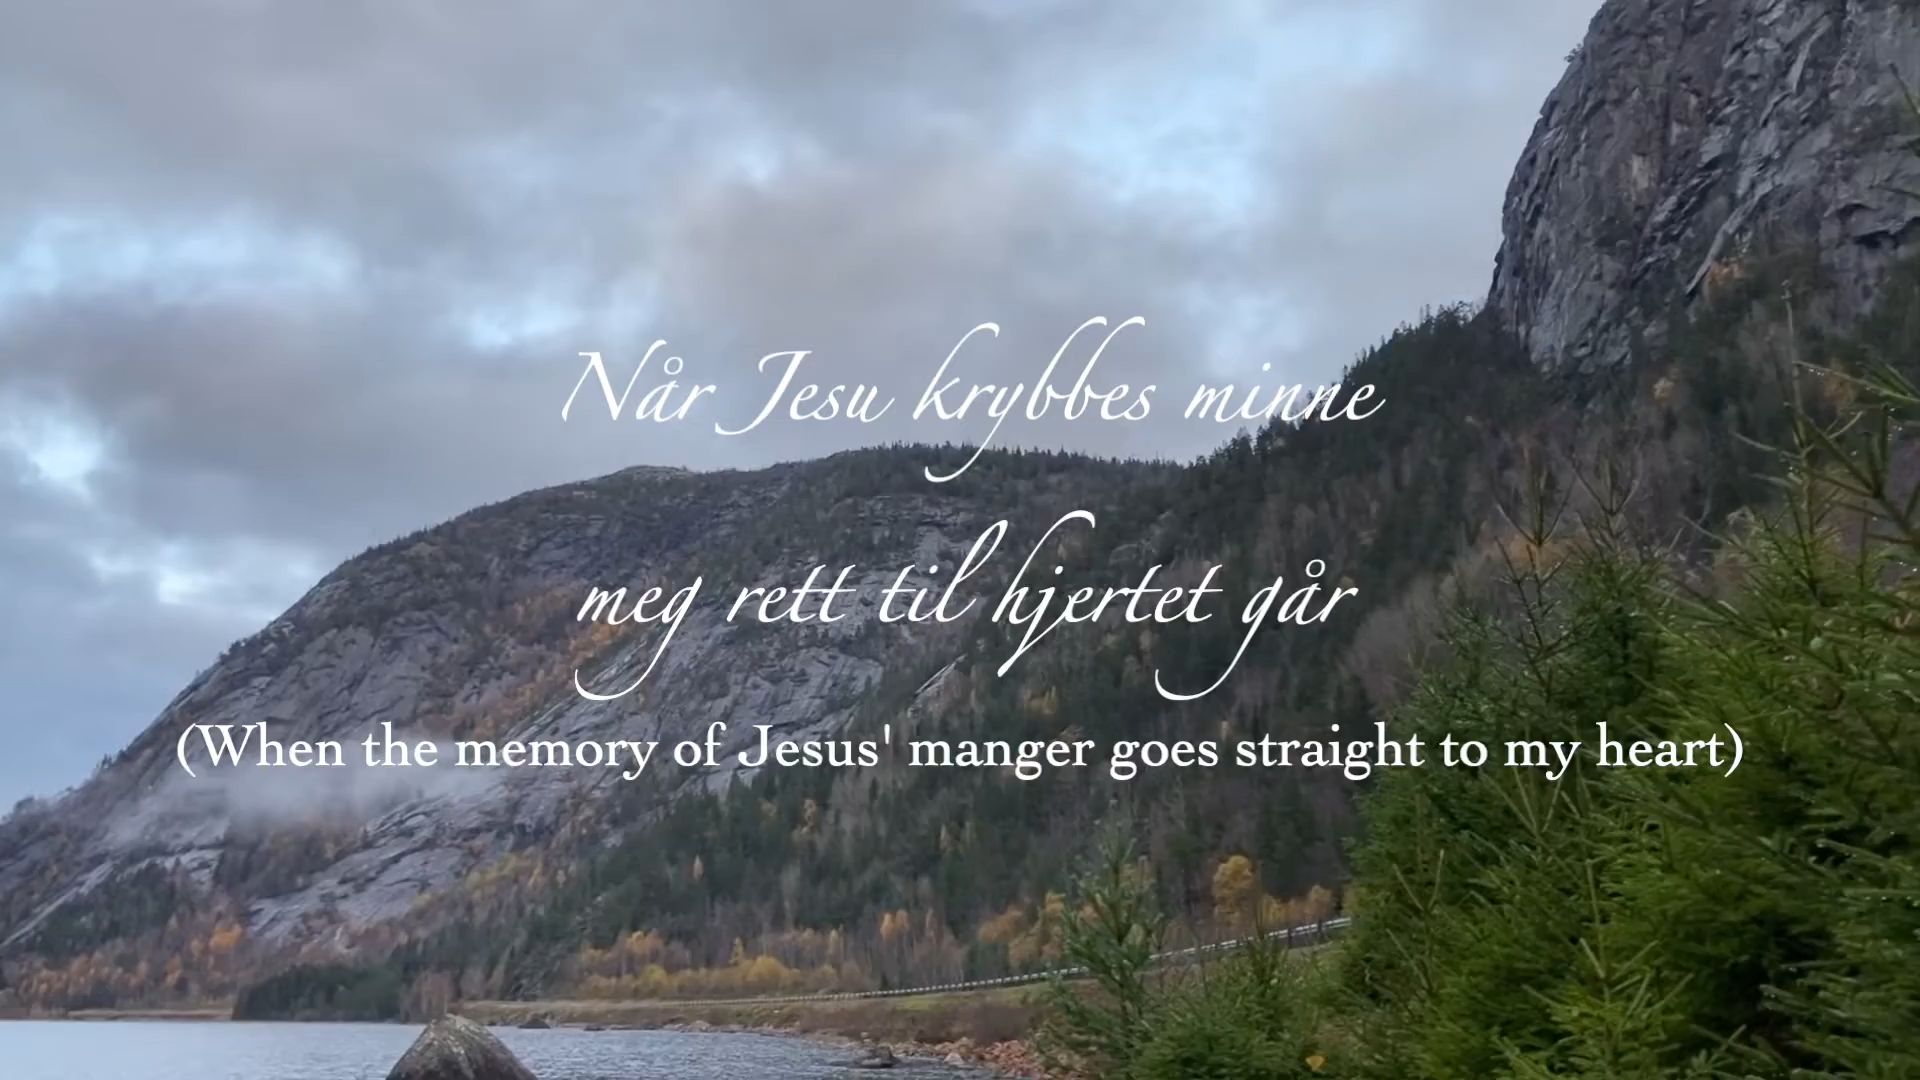 Når Jesu krybbes minne
meg rett til hjertet går
(When the memory of Jesus' manger goes straight to my heart)